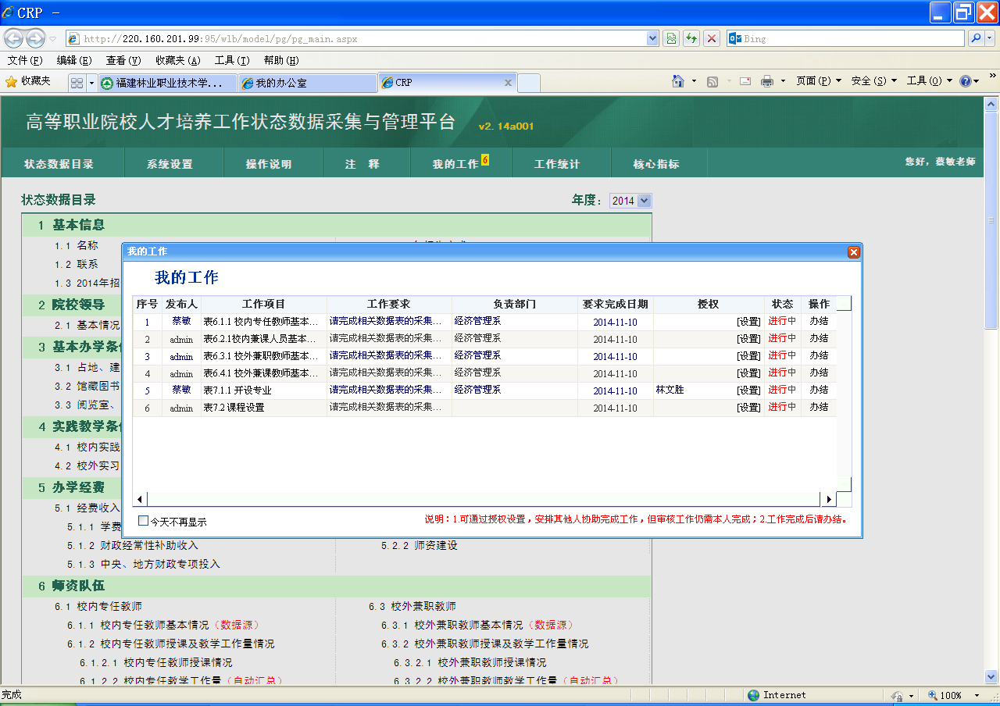 CRP -
http://220.160.201.99:95/wlb/model/pg/pg_main.aspx
Bing
文件(F) 编辑(E) 查看(V) 收藏夹(A) 工具(T) 帮助(H)
收藏夹 福建林业职业技术学... 我的办公室 CRP 页面(P) 安全(S) 工具(O) »
高等职业院校人才培养工作状态数据采集与管理平台 v2. 14a001
状态数据目录 系统设置 操作说明 注 释 我的工作 6 工作统计 核心指标 您好，蔡敏老师
状态数据目录 年度： 2014
1 基本信息
1.1 名称
1.2 联系
1.3 2014年招
2 院校领导
2.1 基本情况
3 基本办学条
3.1 占地、建
3.2 馆藏图书
3.3 阅览室、
4 实践教学条
4.1 校内实践
4.2 校外实习
5 办学经费
5.1 经费收入
5.1.1 学费
5.1.2 财政经常性补助收入 5.2.2 师资建设
5.1.3 中央、地方财政专项投入
我的工作
我的工作
序号 发布人 工作项目 工作要求 负责部门 要求完成日期 授权 状态 操作
1 蔡敏 表6.1.1 校内专任教师基本... 请完成相关数据表的采集... 经济管理系 2014-11-10 [设置] 进行中 办结
2 admin 表6.2.1校内兼课人员基本... 请完成相关数据表的采集... 经济管理系 2014-11-10 [设置] 进行中 办结
3 admin 表6.3.1 校外兼职教师基本... 请完成相关数据表的采集... 经济管理系 2014-11-10 [设置] 进行中 办结
4 admin 表6.4.1 校外兼课教师基本... 请完成相关数据表的采集... 经济管理系 2014-11-10 [设置] 进行中 办结
5 蔡敏 表7.1.1 开设专业 请完成相关数据表的采集... 经济管理系 2014-11-10 林文胜 [设置] 进行中 办结
6 admin 表7.2 课程设置 请完成相关数据表的采集... 2014-11-10 [设置] 进行中 办结
今天不再显示 说明：1.可通过授权设置，安排其他人协助完成工作，但审核工作仍需本人完成；2.工作完成后请办结。
6 师资队伍
6.1 校内专任教师 6.3 校外兼职教师
6.1.1 校内专任教师基本情况（数据源） 6.3.1 校外兼职教师基本情况（数据源）
6.1.2 校内专任教师授课及教学工作量情况 6.3.2 校外兼职教师授课及教学工作量情况
6.1.2.1 校内专任教师授课情况 6.3.2.1 校外兼职教师授课情况
6.1.2.2 校内专任教学工作量（自动汇总） 6.3.2.2 校外兼职教师教学工作量（自动汇总）
完成 Internet 100%